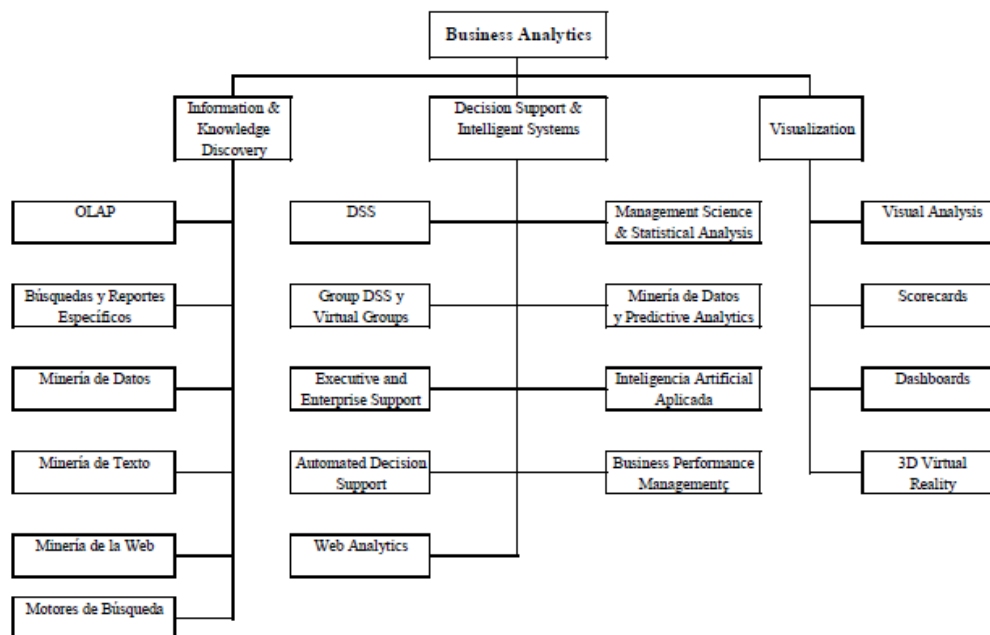 Business Analytics
Information &
Knowledge
Discovery
Decision Support &
Intelligent Systems
Visualization
OLAP
DSS
Management Science
& Statistical Analysis
Visual Analysis
Búsquedas y Reportes
Específicos
Group DSS y
Virtual Groups
Minería de Datos
y Predictive Analytics
Scorecards
Minería de Datos
Executive and
Enterprise Support
Inteligencia Artificial
Aplicada
Dashboards
Minería de Texto
Automated Decision
Support
Business Performance
Managementç
3D Virtual
Reality
Minería de la Web
Web Analytics
Motores de Búsqueda